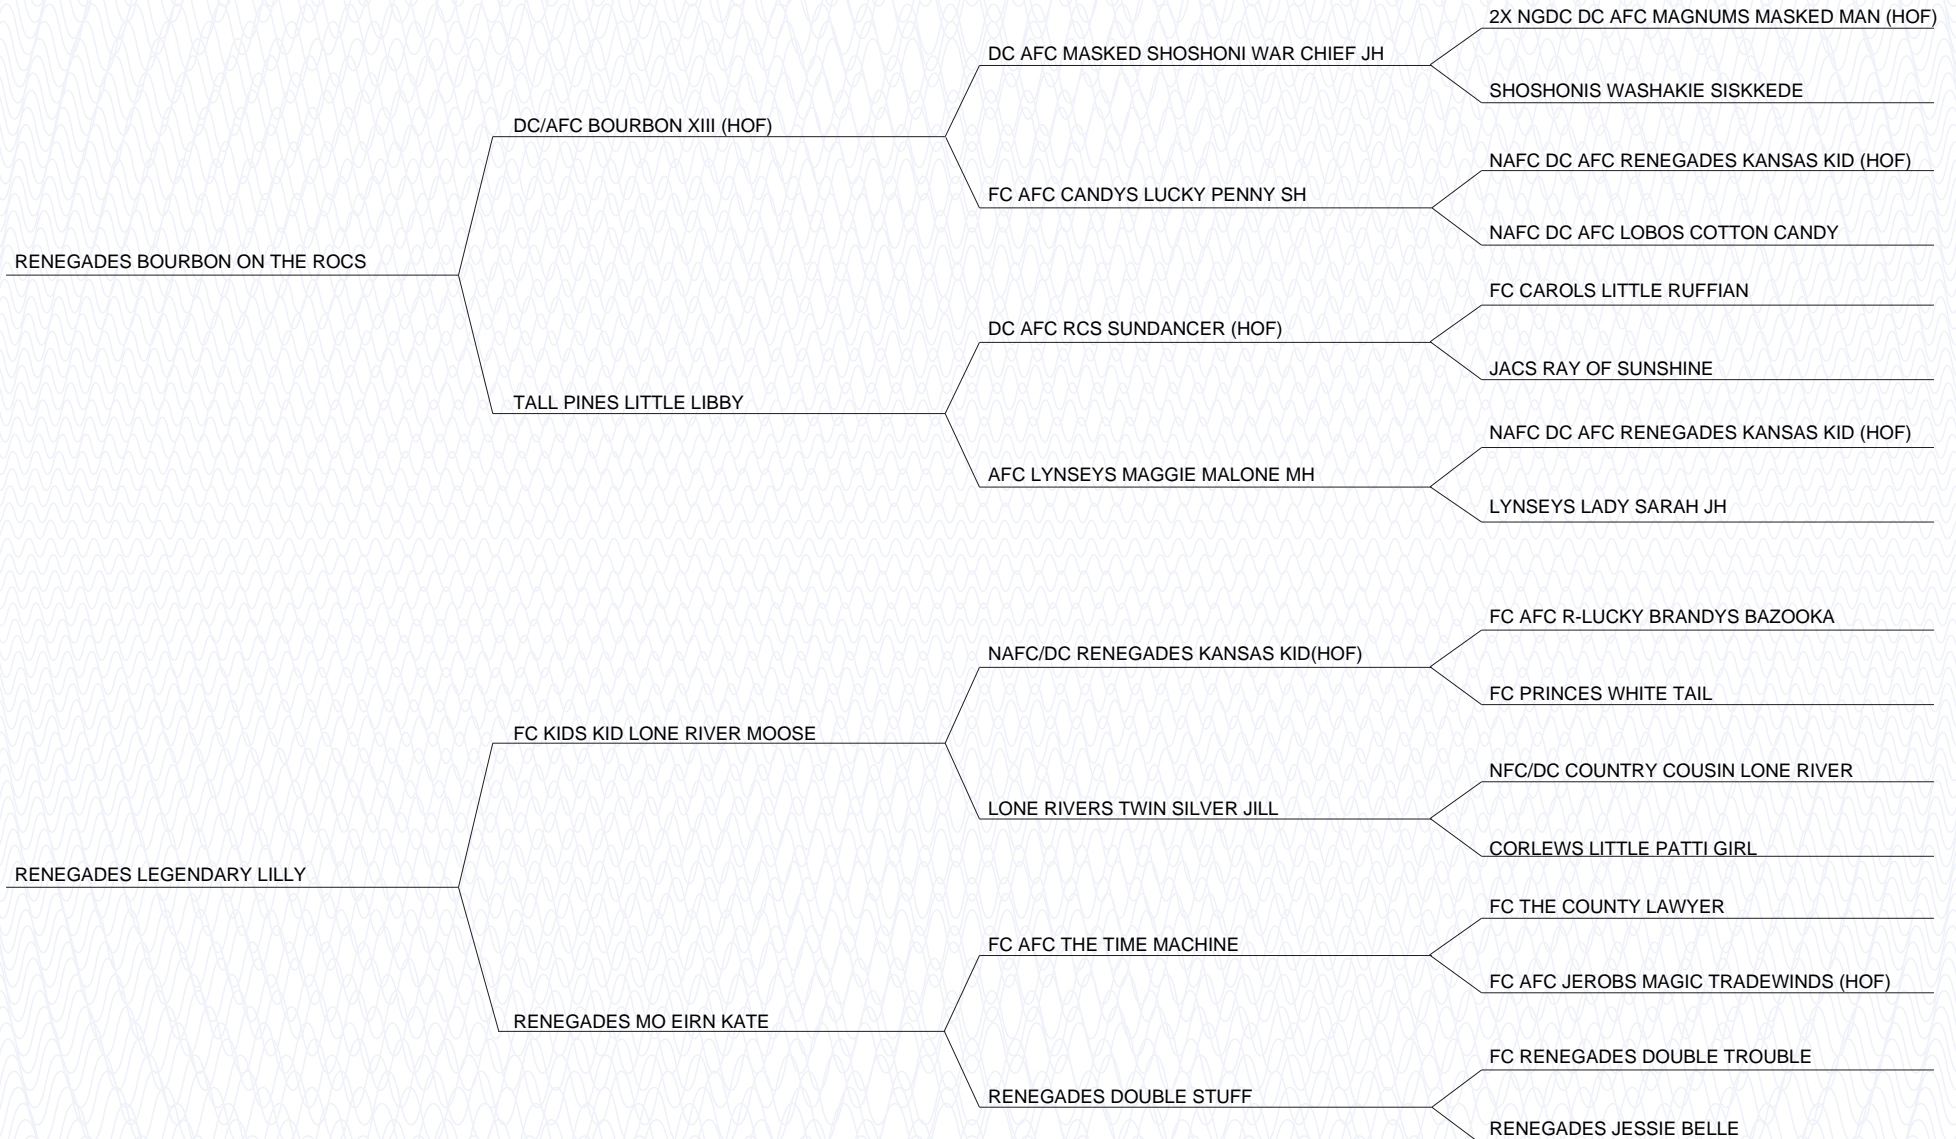 2X NGDC DC AFC MAGNUMS MASKED MAN (HOF)
DC AFC MASKED SHOSHONI WAR CHIEF JH
SHOSHONIS WASHAKIE SISKKEDE
DC/AFC BOURBON XIII (HOF)
NAFC DC AFC RENEGADES KANSAS KID (HOF)
FC AFC CANDYS LUCKY PENNY SH
NAFC DC AFC LOBOS COTTON CANDY
RENEGADES BOURBON ON THE ROCS
FC CAROLS LITTLE RUFFIAN
DC AFC RCS SUNDANCER (HOF)
JACS RAY OF SUNSHINE
TALL PINES LITTLE LIBBY
NAFC DC AFC RENEGADES KANSAS KID (HOF)
AFC LYNSEYS MAGGIE MALONE MH
LYNSEYS LADY SARAH JH
FC AFC R-LUCKY BRANDYS BAZOOKA
NAFC/DC RENEGADES KANSAS KID(HOF)
FC PRINCES WHITE TAIL
FC KIDS KID LONE RIVER MOOSE
NFC/DC COUNTRY COUSIN LONE RIVER
LONE RIVERS TWIN SILVER JILL
CORLEWS LITTLE PATTI GIRL
RENEGADES LEGENDARY LILLY
FC THE COUNTY LAWYER
FC AFC THE TIME MACHINE
FC AFC JEROBS MAGIC TRADEWINDS (HOF)
RENEGADES MO EIRN KATE
FC RENEGADES DOUBLE TROUBLE
RENEGADES DOUBLE STUFF
RENEGADES JESSIE BELLE